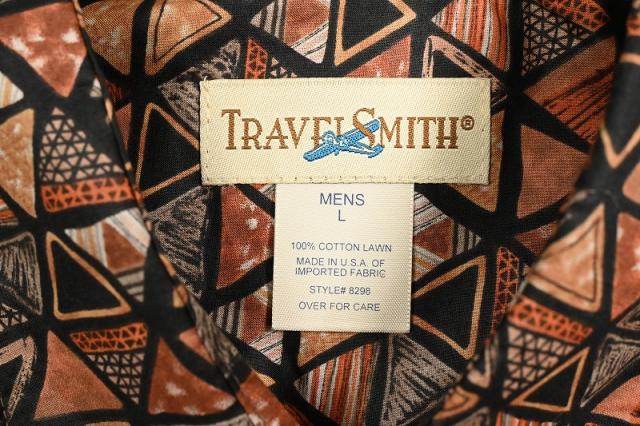 TRAVELSMITH®
MENS
L
100% COTTON LAWN
MADE IN U.S.A. OF
IMPORTED FABRIC
STYLE# 8298
OVER FOR CARE